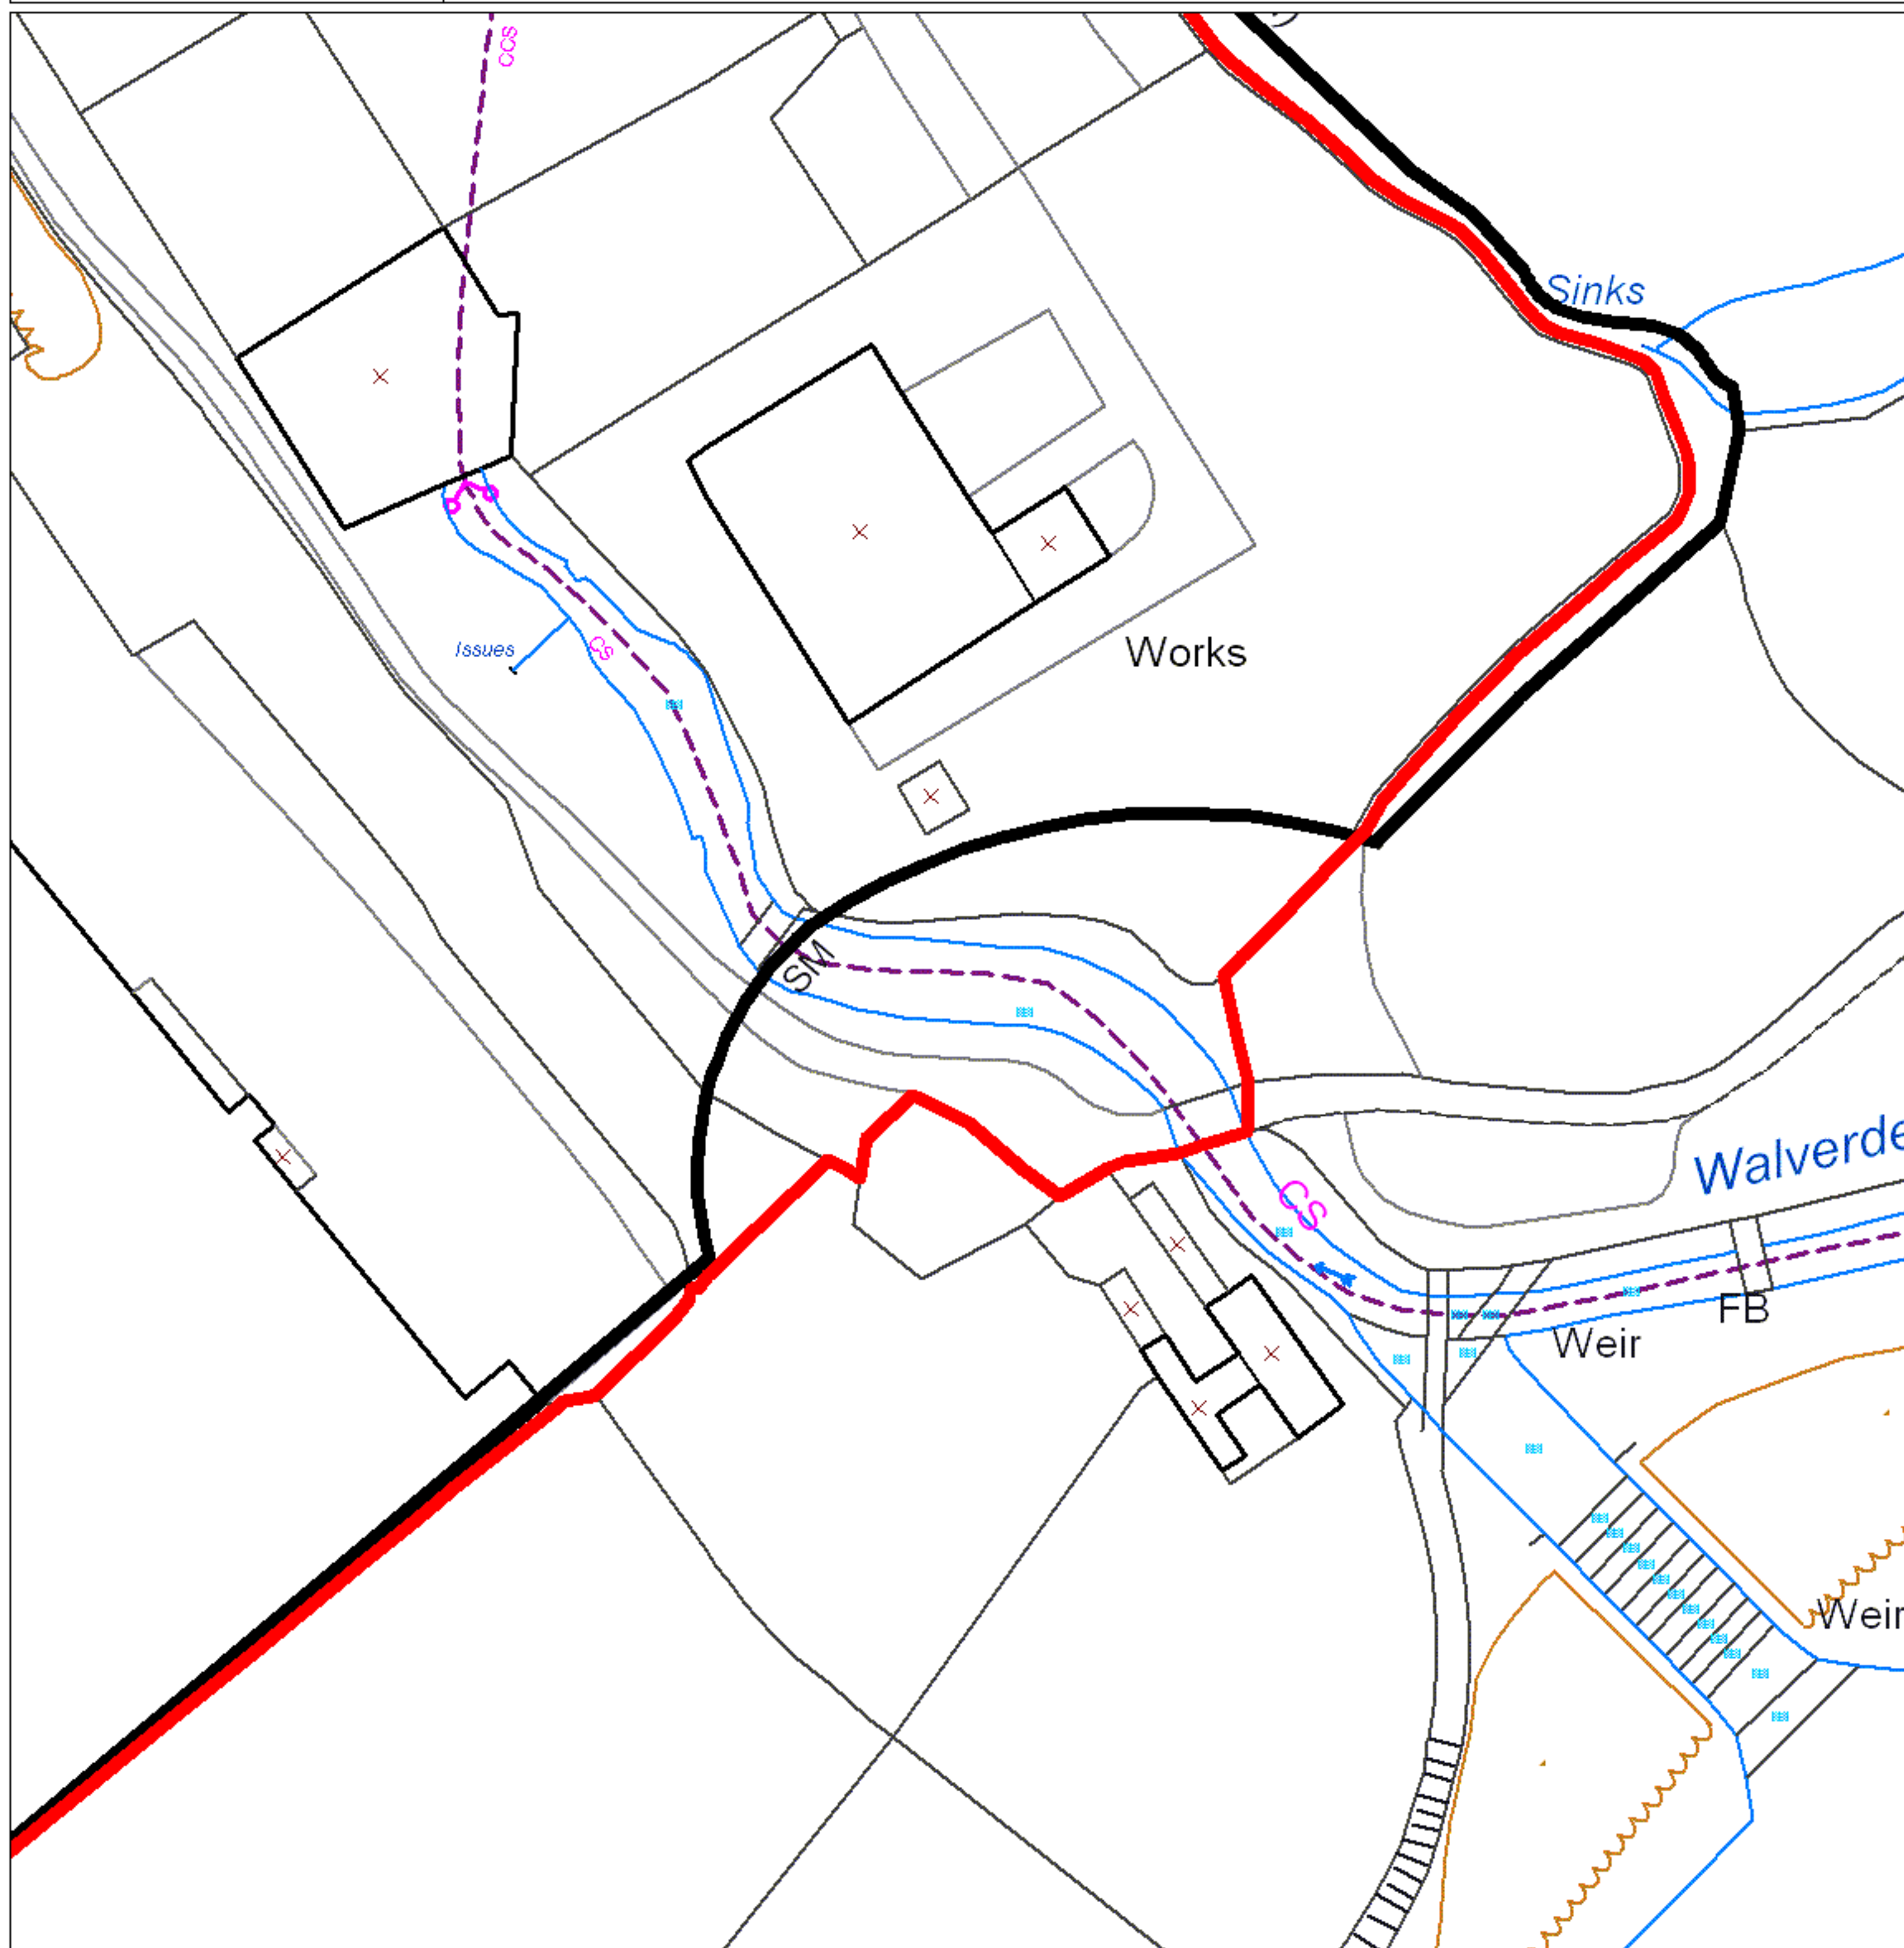 CCS
Sinks
Issues
CS
Works
SM
CS
Walverde
FB
Weir
Weir